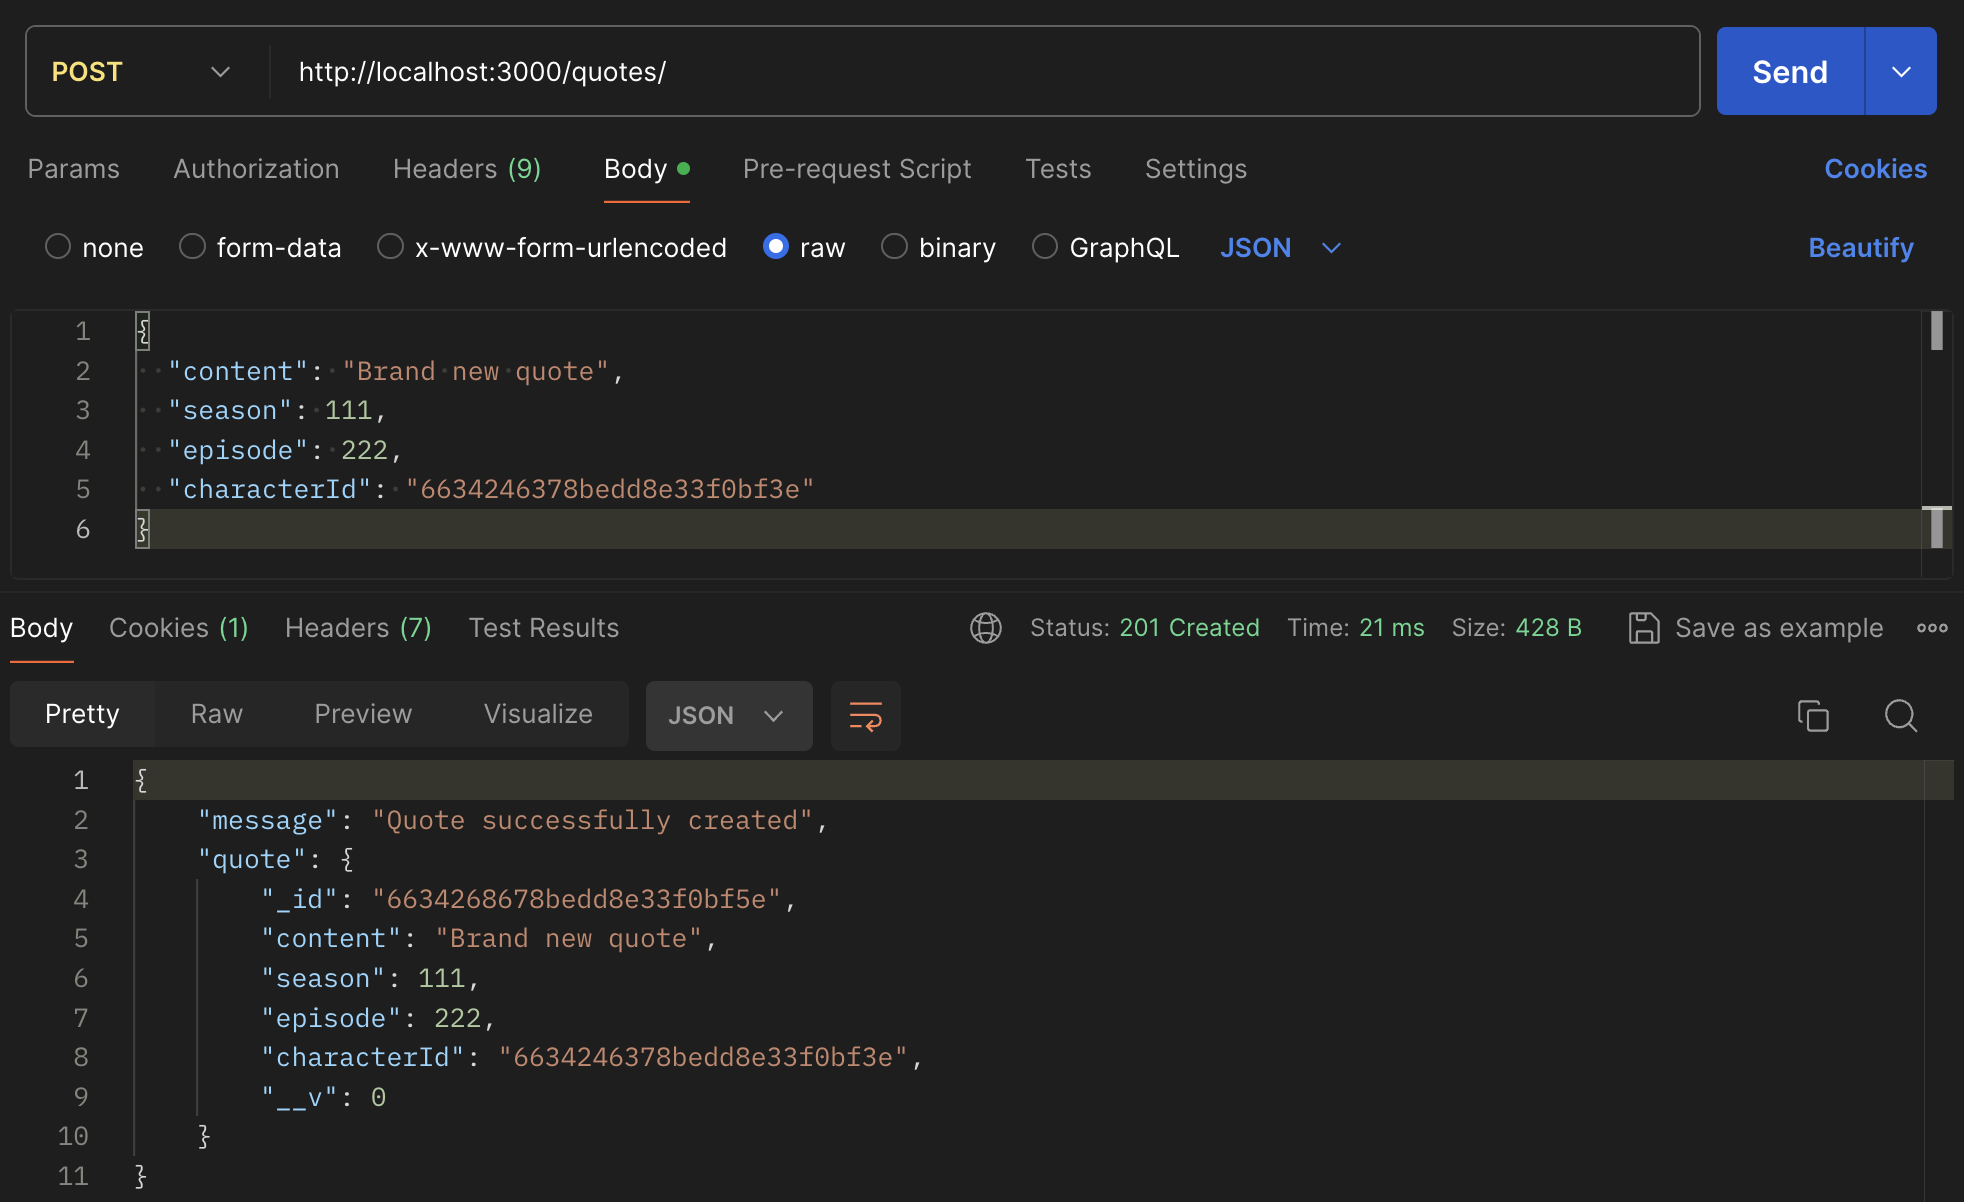 POST http://localhost:3000/quotes/ Send
Params Authorization Headers (9) Body Pre-request Script Tests Settings Cookies
none form-data x-www-form-urlencoded raw binary GraphQL JSON Beautify
1 {
2 "content": "Brand new quote",
3 "season": 111,
4 "episode": 222,
5 "characterId": "6634246378bedd8e33f0bf3e"
6 }
Body Cookies (1) Headers (7) Test Results Status: 201 Created Time: 21 ms Size: 428 B Save as example
Pretty Raw Preview Visualize JSON
1 {
2 "message": "Quote successfully created",
3 "quote": {
4 "_id": "6634268678bedd8e33f0bf5e",
5 "content": "Brand new quote",
6 "season": 111,
7 "episode": 222,
8 "characterId": "6634246378bedd8e33f0bf3e",
9 "__v": 0
10 }
11 }